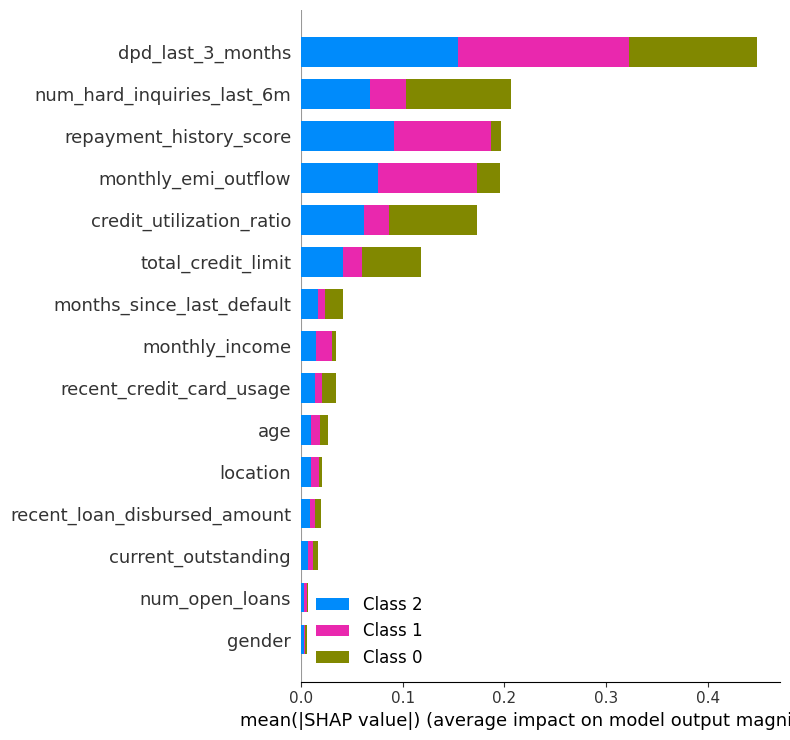 dpd_last_3_months
num_hard_inquiries_last_6m
repayment_history_score
monthly_emi_outflow
credit_utilization_ratio
total_credit_limit
months_since_last_default
monthly_income
recent_credit_card_usage
age
location
recent_loan_disbursed_amount
current_outstanding
num_open_loans
gender
Class 2
Class 1
Class 0
0.0 0.1 0.2 0.3 0.4
mean(|SHAP value|) (average impact on model output magni